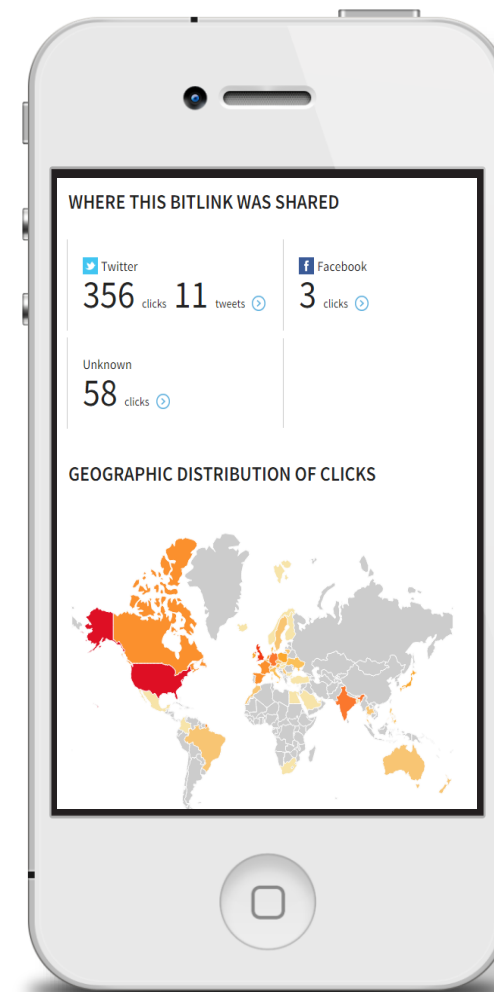 WHERE THIS BITLINK WAS SHARED
Twitter
356 clicks 11 tweets
Facebook
3 clicks
Unknown
58 clicks
GEOGRAPHIC DISTRIBUTION OF CLICKS